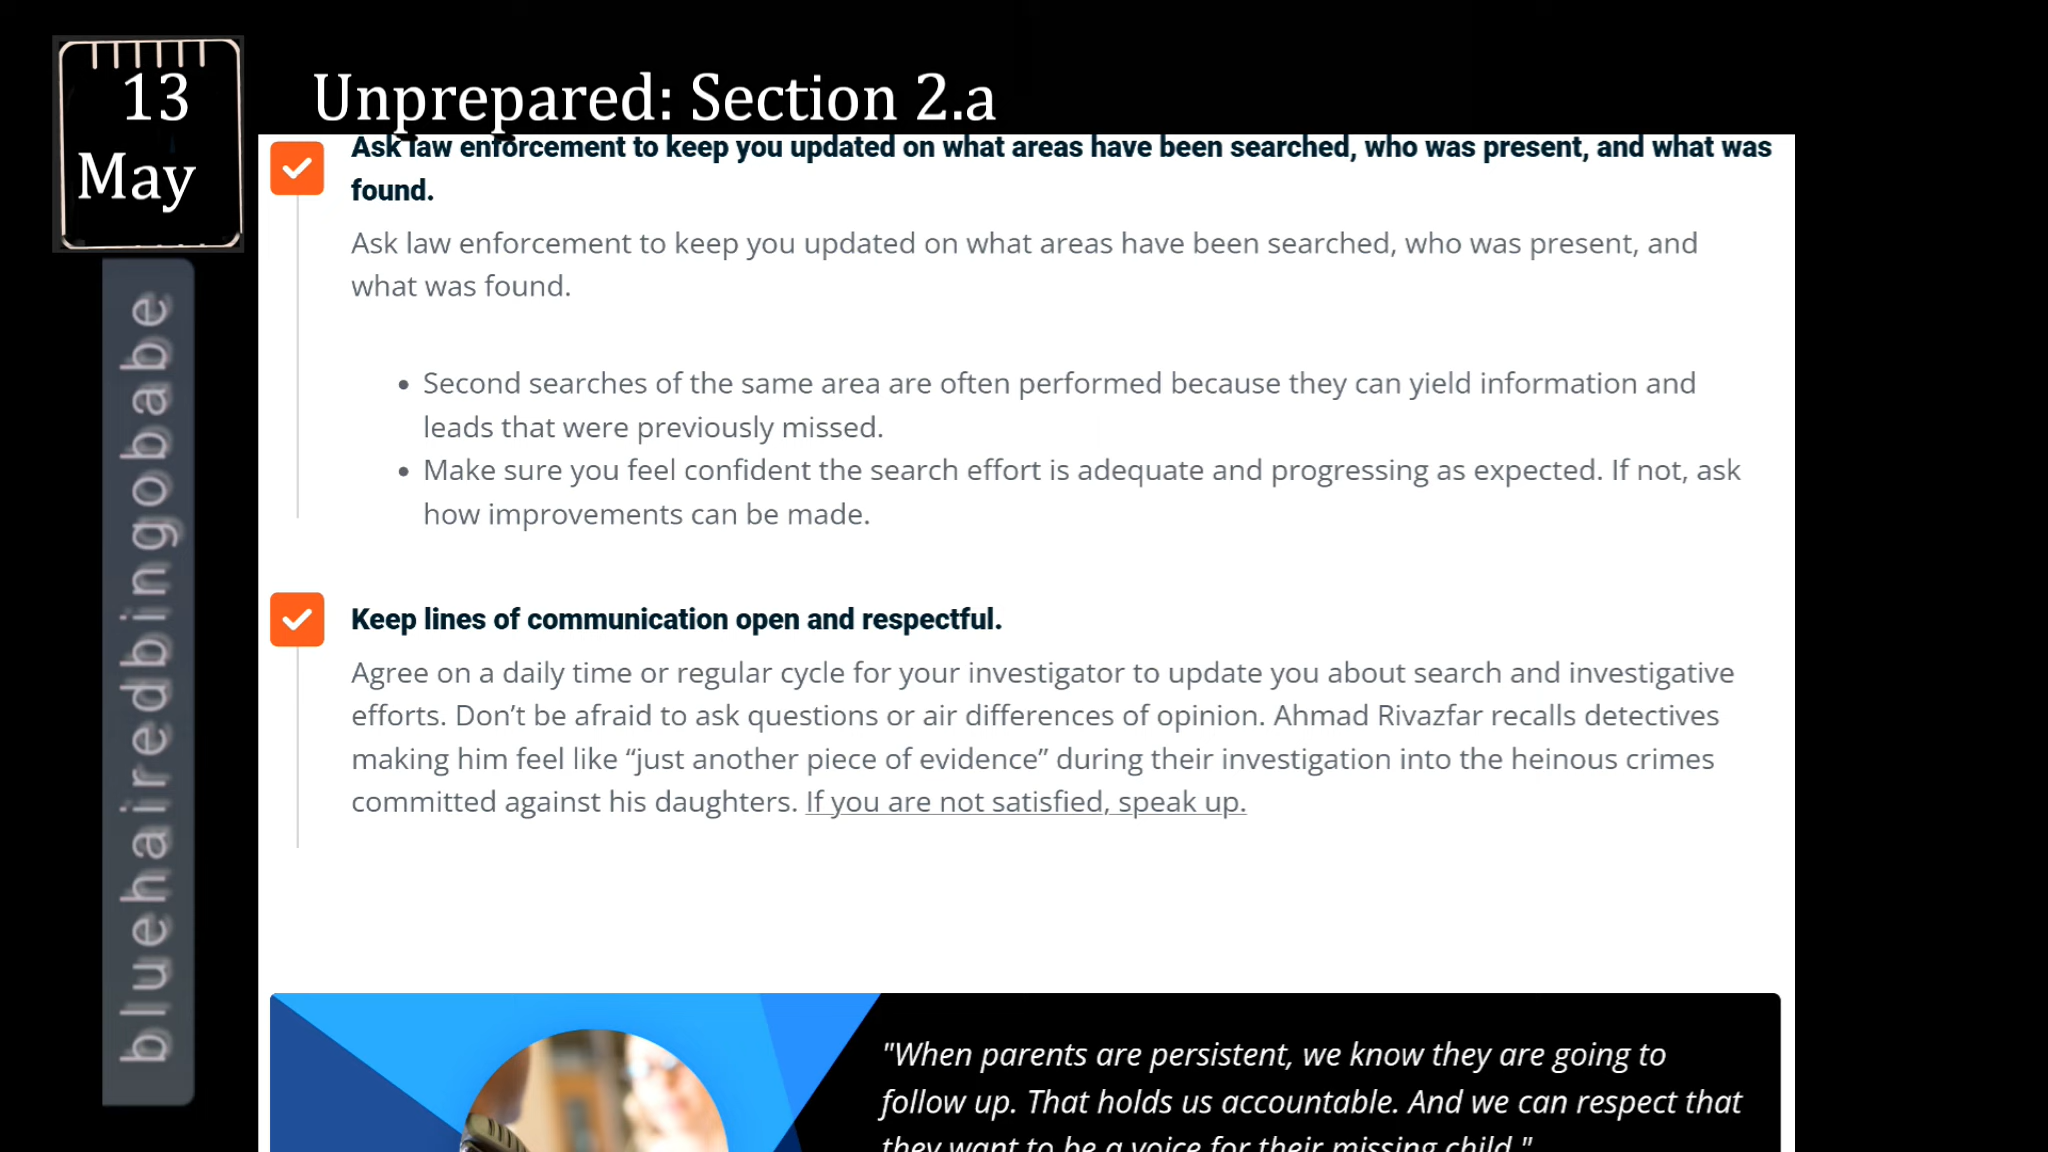 13
May
Unprepared: Section 2.a
Ask law enforcement to keep you updated on what areas have been searched, who was present, and what was
found.
Ask law enforcement to keep you updated on what areas have been searched, who was present, and
what was found.
• Second searches of the same area are often performed because they can yield information and
leads that were previously missed.
• Make sure you feel confident the search effort is adequate and progressing as expected. If not, ask
how improvements can be made.
Keep lines of communication open and respectful.
Agree on a daily time or regular cycle for your investigator to update you about search and investigative
efforts. Don’t be afraid to ask questions or air differences of opinion. Ahmad Rivazfar recalls detectives
making him feel like “just another piece of evidence” during their investigation into the heinous crimes
committed against his daughters. If you are not satisfied, speak up.
"When parents are persistent, we know they are going to
follow up. That holds us accountable. And we can respect that
they want to be a voice for their missing child."
bluehairedbingobabe